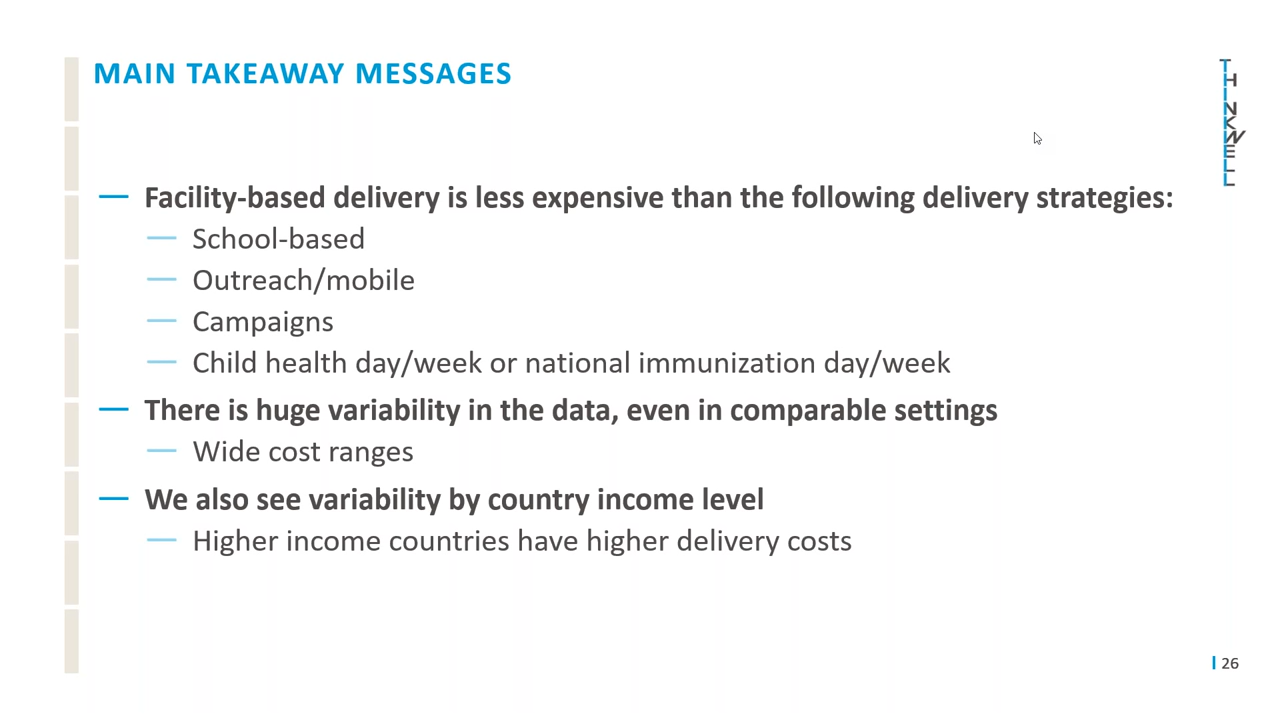 MAIN TAKEAWAY MESSAGES
THINKWELL
Facility-based delivery is less expensive than the following delivery strategies:
School-based
Outreach/mobile
Campaigns
Child health day/week or national immunization day/week
There is huge variability in the data, even in comparable settings
Wide cost ranges
We also see variability by country income level
Higher income countries have higher delivery costs
26